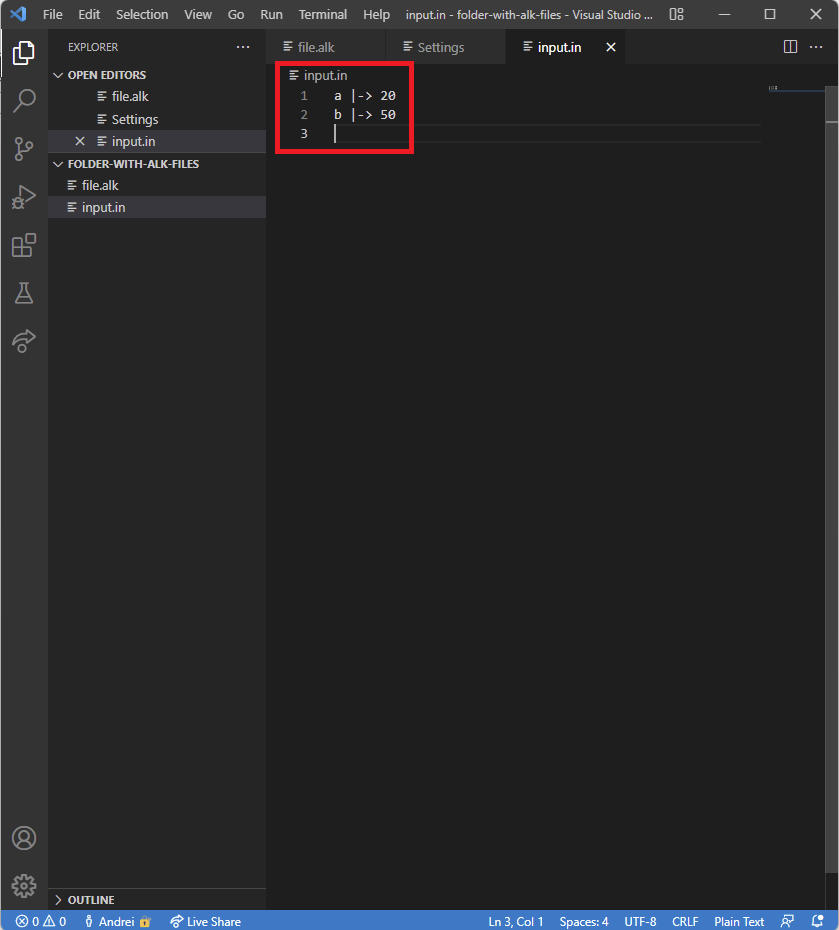 File Edit Selection View Go Run Terminal Help input.in - folder-with-alk-files - Visual Studio ...
EXPLORER
file.alk Settings input.in
OPEN EDITORS
file.alk
Settings
input.in
FOLDER-WITH-ALK-FILES
file.alk
input.in
OUTLINE
input.in
1 a |-> 20
2 b |-> 50
3
0 0 Andrei Live Share Ln 3, Col 1 Spaces: 4 UTF-8 CRLF Plain Text